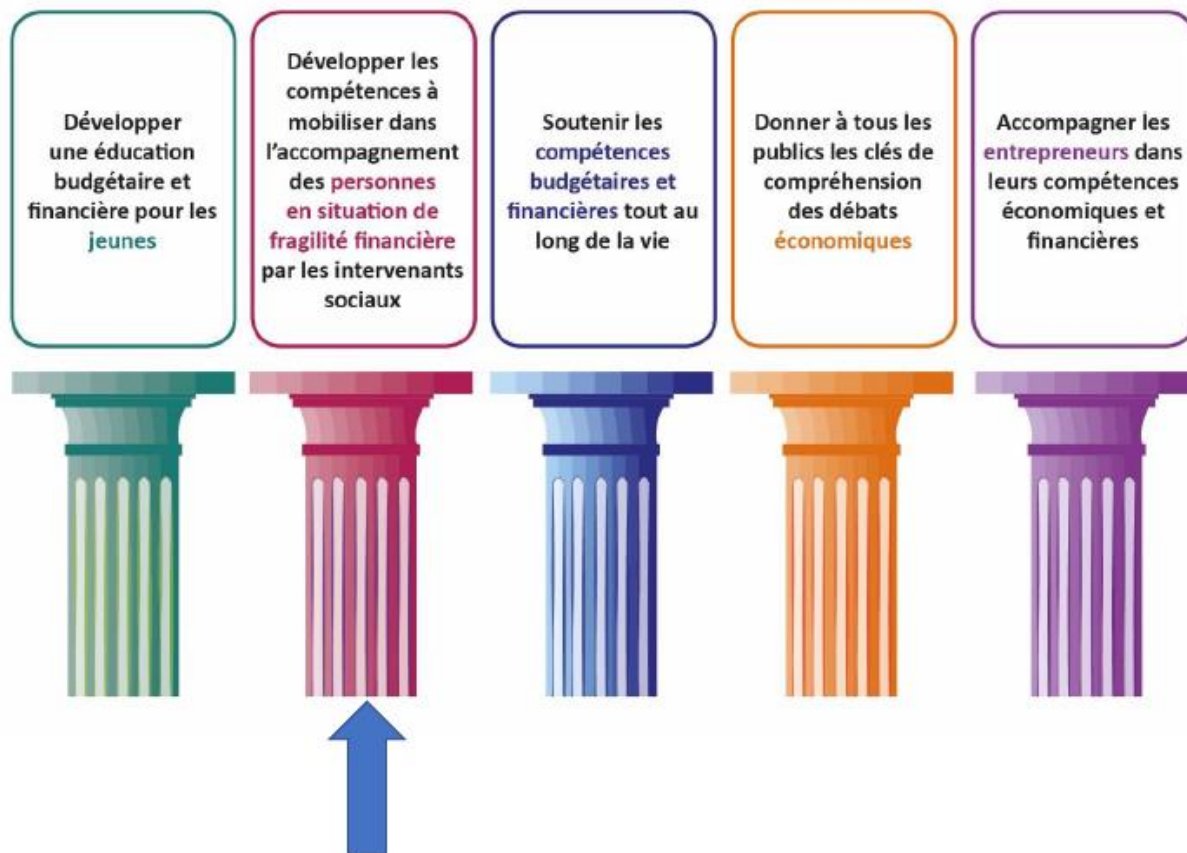 Développer
une éducation
budgétaire et
financière pour les
jeunes
Développer les
compétences à
mobiliser dans
l'accompagnement
des personnes
en situation de
fragilité financière
par les intervenants
sociaux
Soutenir les
compétences
budgétaires et
financières tout au
long de la vie
Donner à tous les
publics les clés de
compréhension
des débats
économiques
Accompagner les
entrepreneurs dans
leurs compétences
économiques et
financières